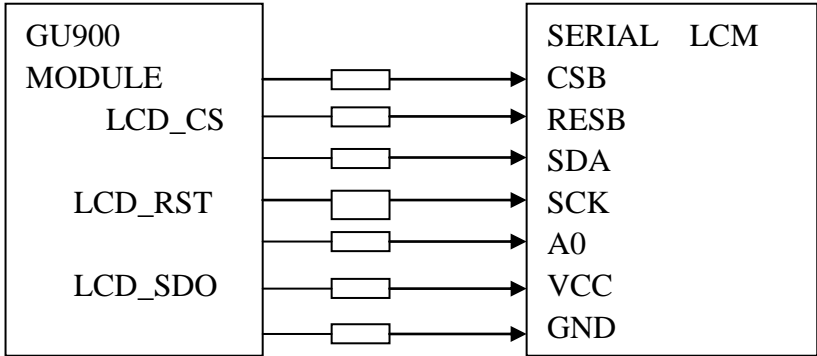 GU900
MODULE
LCD_CS
LCD_RST
LCD_SDO
SERIAL LCM
CSB
RESB
SDA
SCK
A0
VCC
GND